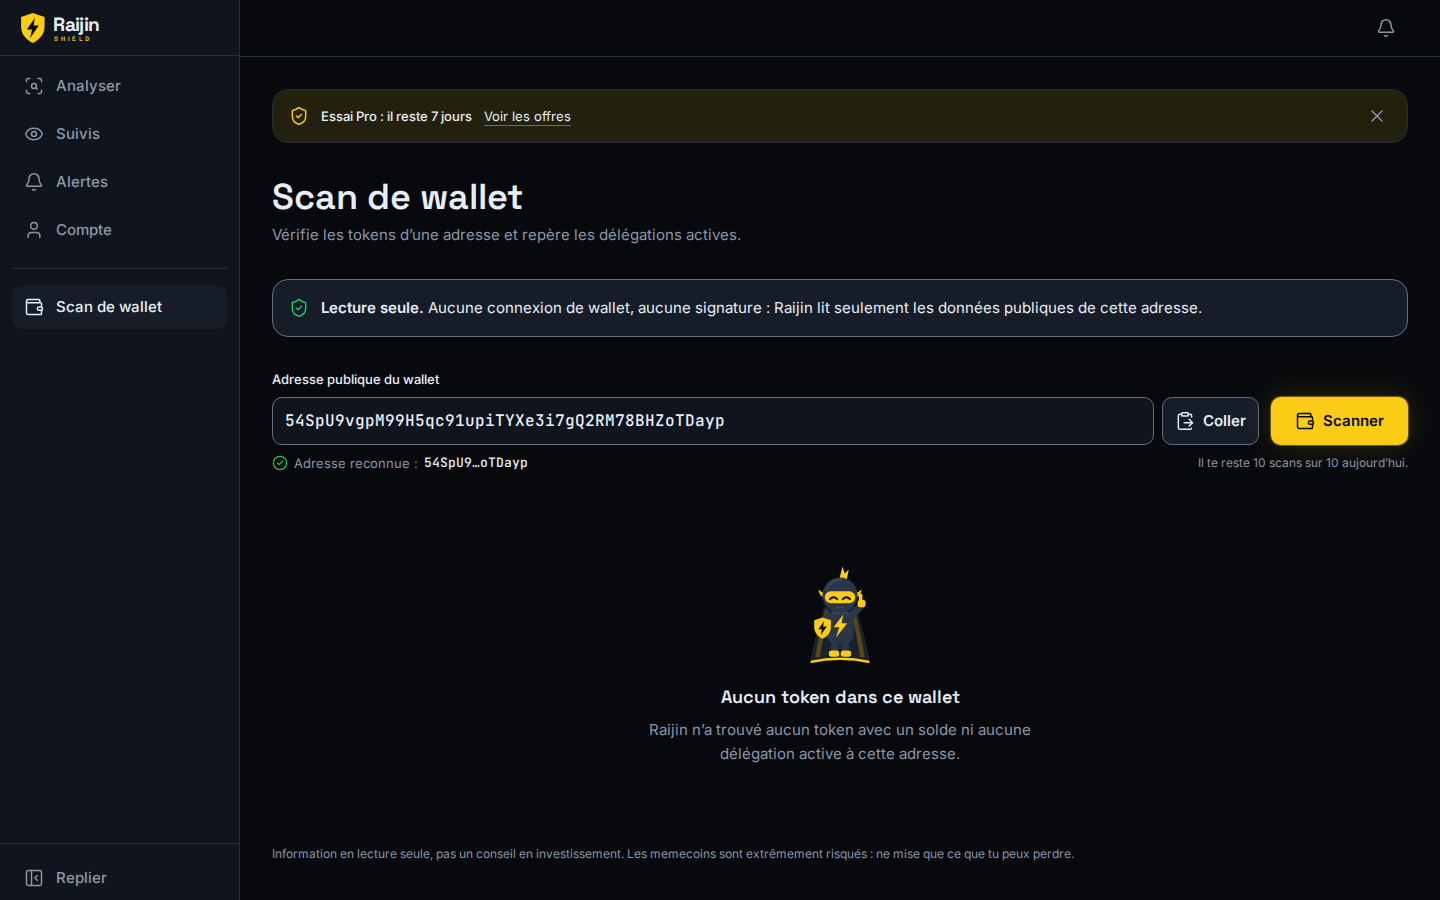 Raijin
SHIELD
Analyser
Suivis
Alertes
Compte
Scan de wallet
Replier
Essai Pro : il reste 7 jours Voir les offres
Scan de wallet
Vérifie les tokens d’une adresse et repère les délégations actives.
Lecture seule. Aucune connexion de wallet, aucune signature : Raijin lit seulement les données publiques de cette adresse.
Adresse publique du wallet
54SpU9vgpM99H5qc91upiTYXe3i7gQ2RM78BHZoTDayp
Coller
Scanner
Adresse reconnue : 54SpU9…oTDayp
Il te reste 10 scans sur 10 aujourd’hui.
Aucun token dans ce wallet
Raijin n’a trouvé aucun token avec un solde ni aucune
délégation active à cette adresse.
Information en lecture seule, pas un conseil en investissement. Les memecoins sont extrêmement risqués : ne mise que ce que tu peux perdre.